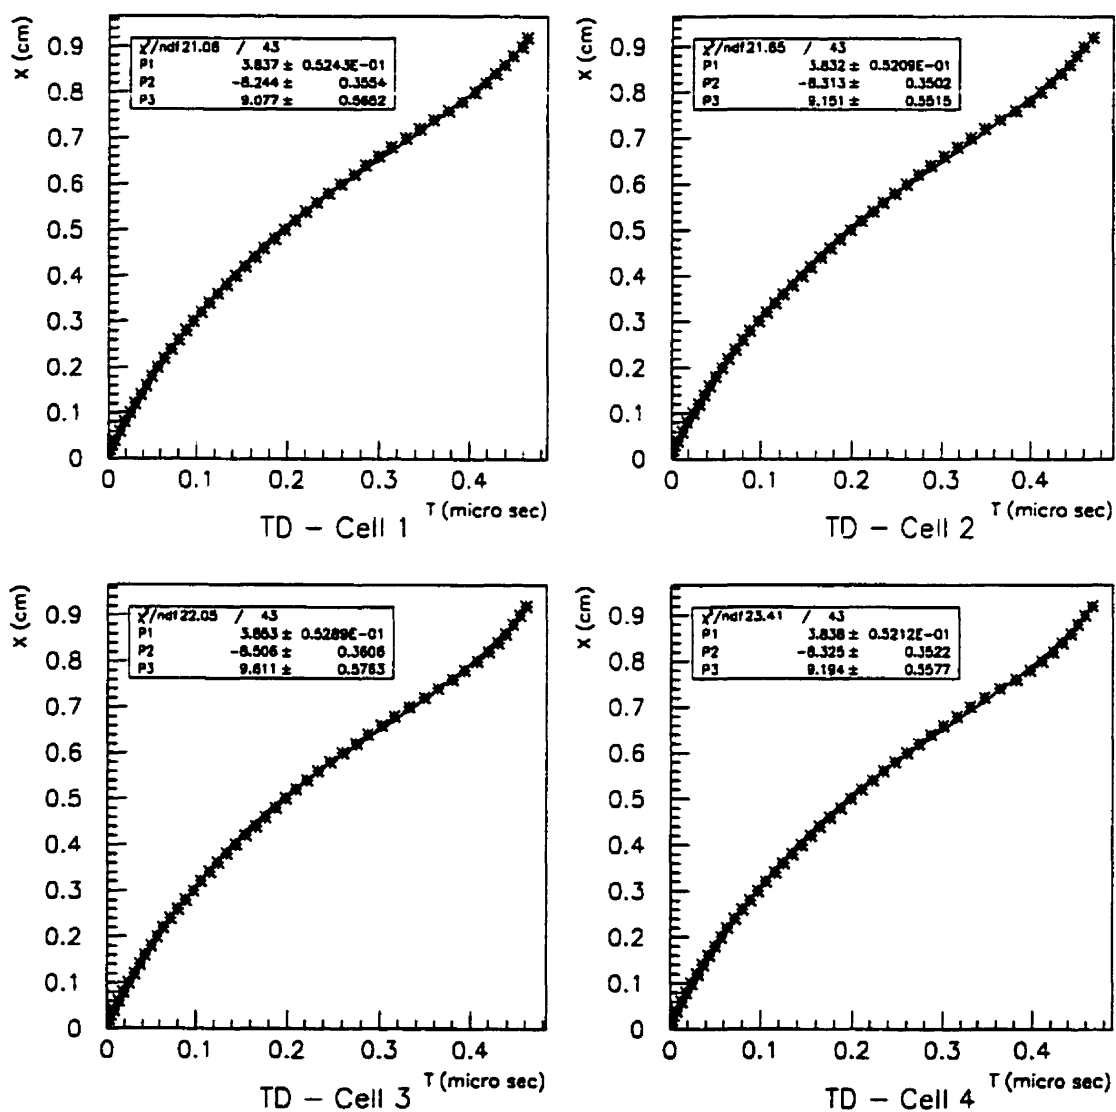 X (cm)
χ²/ndf 21.06 / 43
P1 3.837 ± 0.5243E-01
P2 -8.244 ± 0.3554
P3 9.077 ± 0.5652
0.9
0.8
0.7
0.6
0.5
0.4
0.3
0.2
0.1
0
0 0.1 0.2 0.3 0.4
T (micro sec)
TD - Cell 1
X (cm)
χ²/ndf 21.65 / 43
P1 3.832 ± 0.5209E-01
P2 -8.313 ± 0.3502
P3 9.151 ± 0.5515
0.9
0.8
0.7
0.6
0.5
0.4
0.3
0.2
0.1
0
0 0.1 0.2 0.3 0.4
T (micro sec)
TD - Cell 2
X (cm)
χ²/ndf 22.05 / 43
P1 3.863 ± 0.5289E-01
P2 -8.506 ± 0.3606
P3 9.611 ± 0.5763
0.9
0.8
0.7
0.6
0.5
0.4
0.3
0.2
0.1
0
0 0.1 0.2 0.3 0.4
T (micro sec)
TD - Cell 3
X (cm)
χ²/ndf 23.41 / 43
P1 3.838 ± 0.5212E-01
P2 -8.325 ± 0.3522
P3 9.194 ± 0.5577
0.9
0.8
0.7
0.6
0.5
0.4
0.3
0.2
0.1
0
0 0.1 0.2 0.3 0.4
T (micro sec)
TD - Cell 4